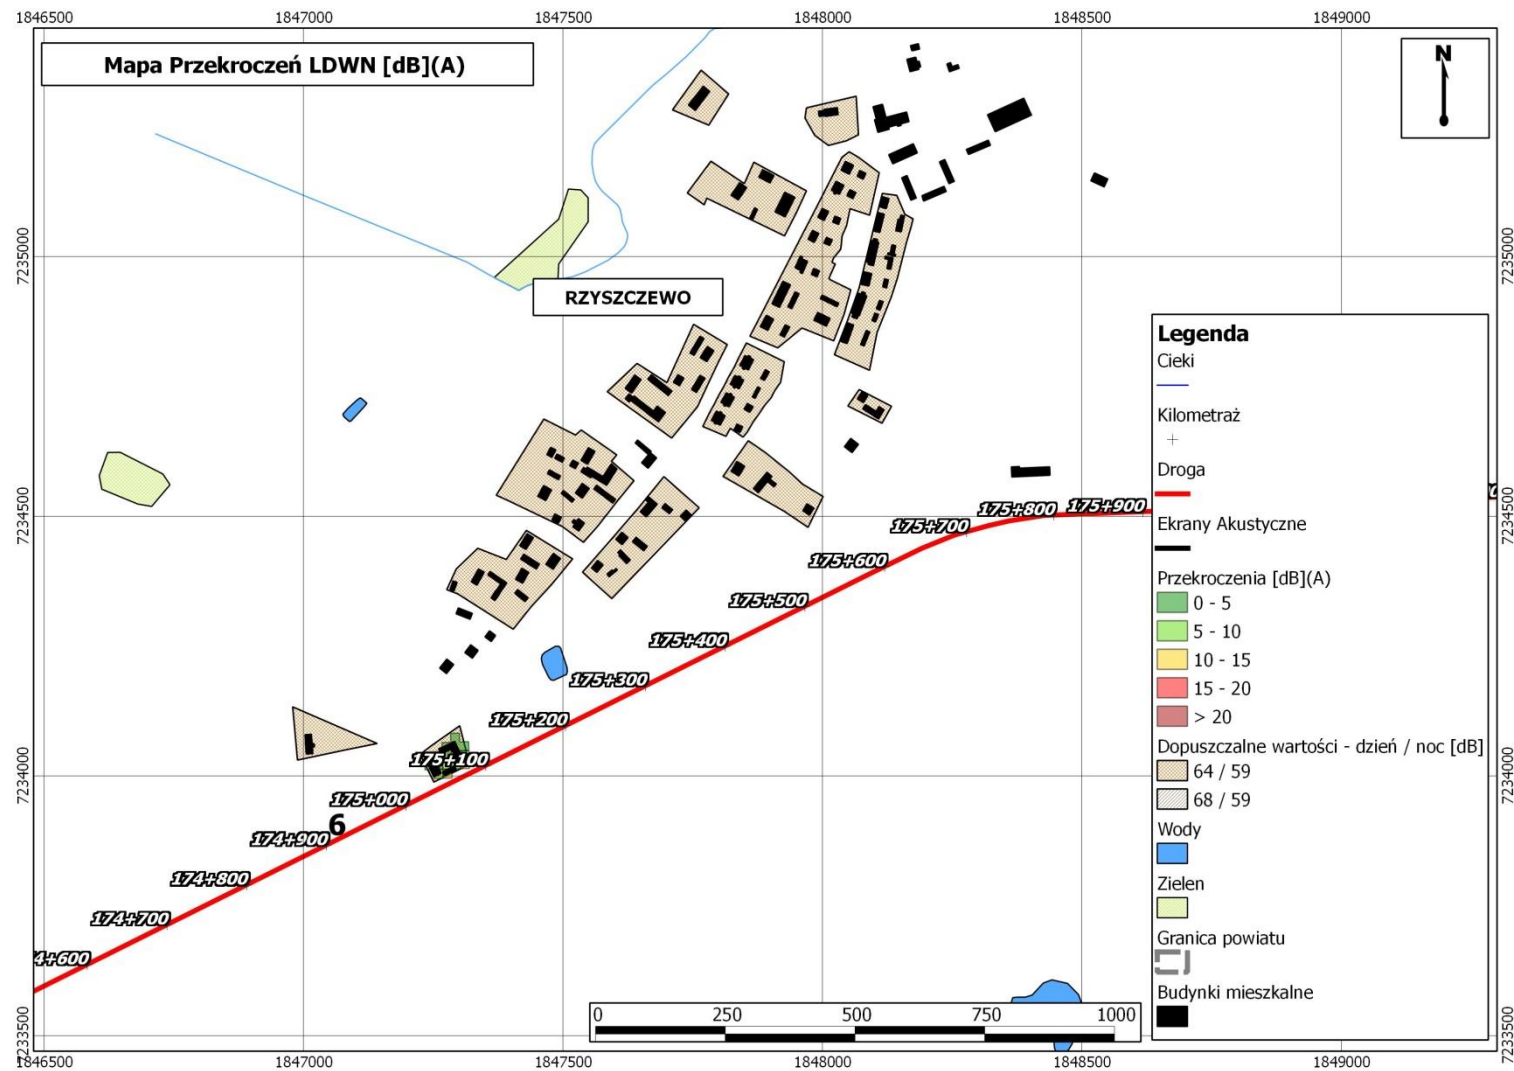 1846500 1847000 1847500 1848000 1848500 1849000
Mapa Przekroczeń LDWN [dB](A)
N
7235000
7235000
RZYSZCZEWO
Legenda
Cieki
Kilometraż
Droga
Ekrany Akustyczne
Przekroczenia [dB](A)
0 - 5
5 - 10
10 - 15
15 - 20
> 20
Dopuszczalne wartości - dzień / noc [dB]
64 / 59
68 / 59
Wody
Zielen
Granica powiatu
Budynki mieszkalne
7234500
7234500
175+900
175+800
175+700
175+600
175+500
175+400
175+300
175+200
175+100
7234000
7234000
175+000
6
174+900
174+800
174+700
4+600
0 250 500 750 1000
7233500
7233500
1846500 1847000 1847500 1848000 1848500 1849000